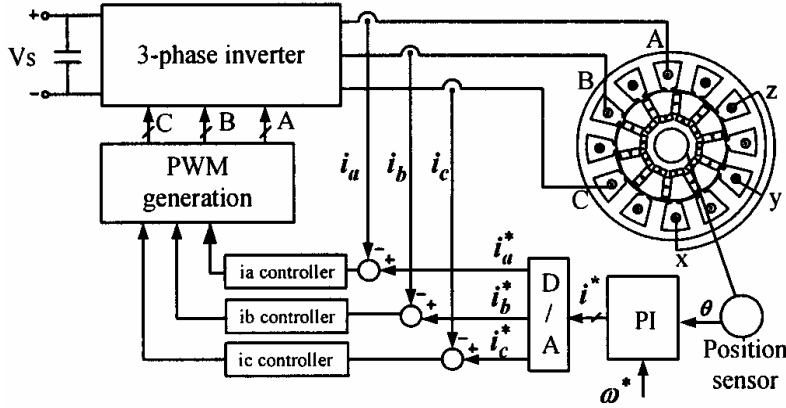 +
Vs
−
3-phase inverter
A
B
C
z
y
x
C B A
PWM
generation
i_a i_b i_c
ia controller
ib controller
ic controller
− +
− +
− +
i_a^*
i_b^*
i_c^*
D
/
A
i^*
PI
θ
ω^*
Position
sensor